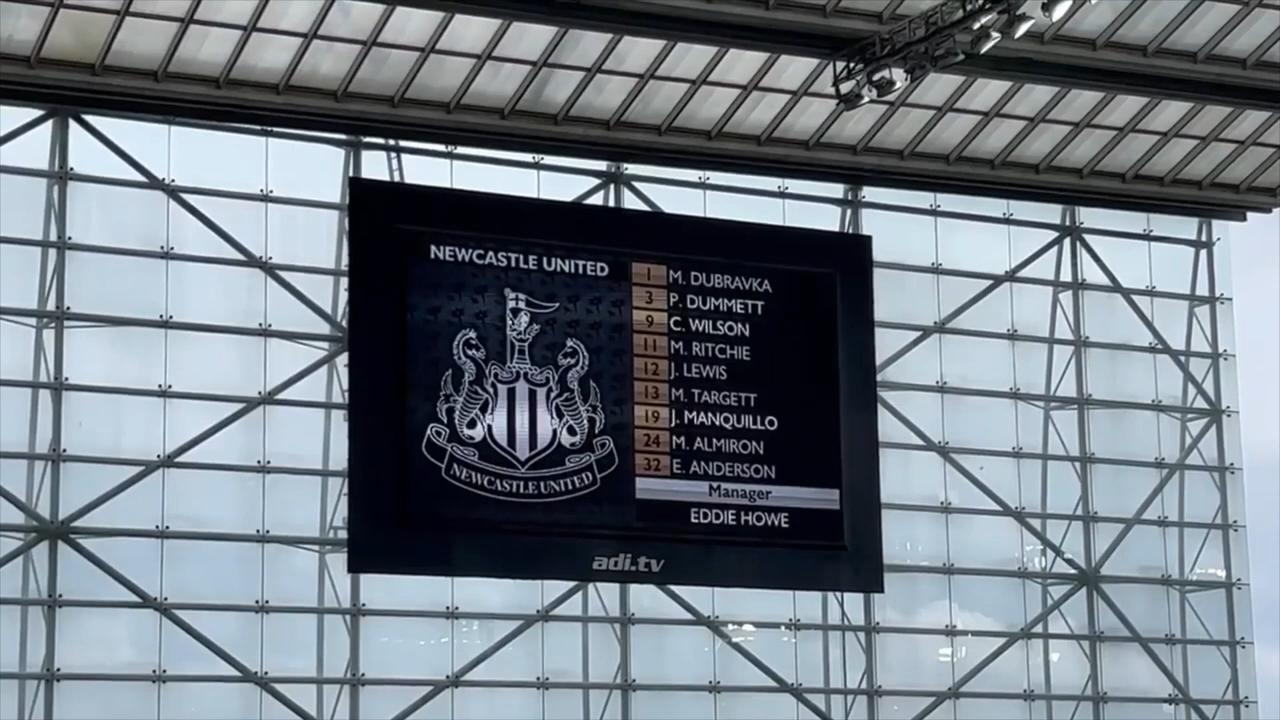 NEWCASTLE UNITED
NEWCASTLE UNITED
1 M. DUBRAVKA
3 P. DUMMETT
9 C. WILSON
11 M. RITCHIE
12 J. LEWIS
13 M. TARGETT
19 J. MANQUILLO
24 M. ALMIRON
32 E. ANDERSON
Manager
EDDIE HOWE
adi.tv